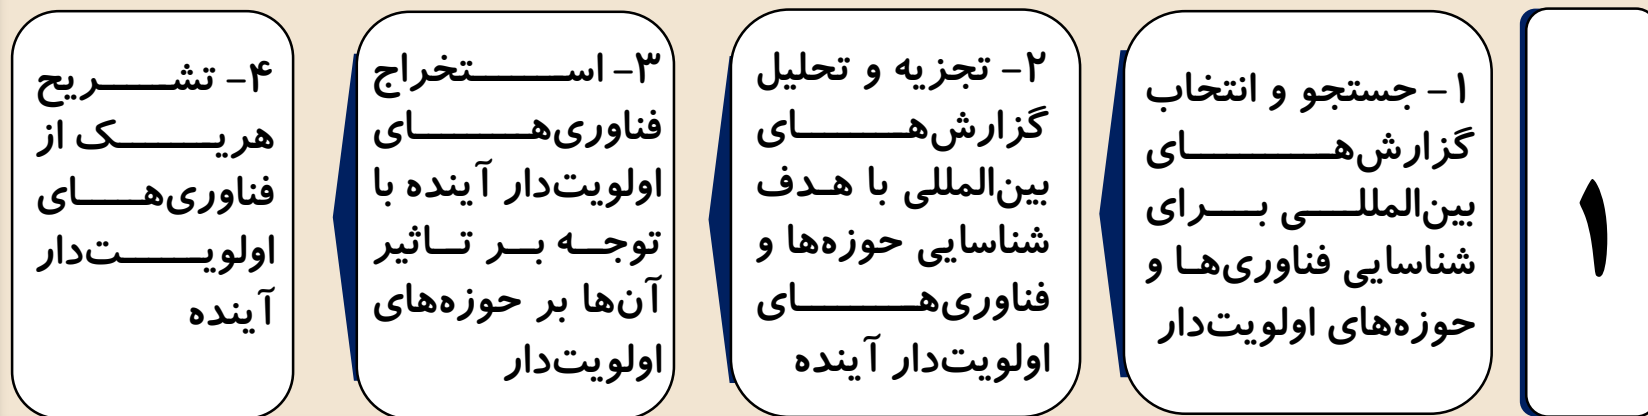 ۱
۱- جستجو و انتخاب
گزارش‌های
بین‌المللی برای
شناسایی فناوری‌ها و
حوزه‌های اولویت‌دار
۲- تجزیه و تحلیل
گزارش‌های
بین‌المللی با هدف
شناسایی حوزه‌ها و
فناوری‌های
اولویت‌دار آینده
۳- استخراج
فناوری‌های
اولویت‌دار آینده با
توجه بر تاثیر
آن‌ها بر حوزه‌های
اولویت‌دار
۴- تشریح
هریک از
فناوری‌های
اولویت‌دار
آینده